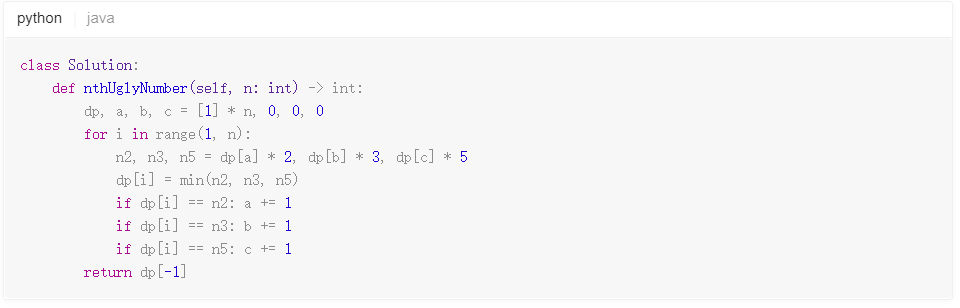 python java
class Solution:
    def nthUglyNumber(self, n: int) -> int:
        dp, a, b, c = [1] * n, 0, 0, 0
        for i in range(1, n):
            n2, n3, n5 = dp[a] * 2, dp[b] * 3, dp[c] * 5
            dp[i] = min(n2, n3, n5)
            if dp[i] == n2: a += 1
            if dp[i] == n3: b += 1
            if dp[i] == n5: c += 1
        return dp[-1]